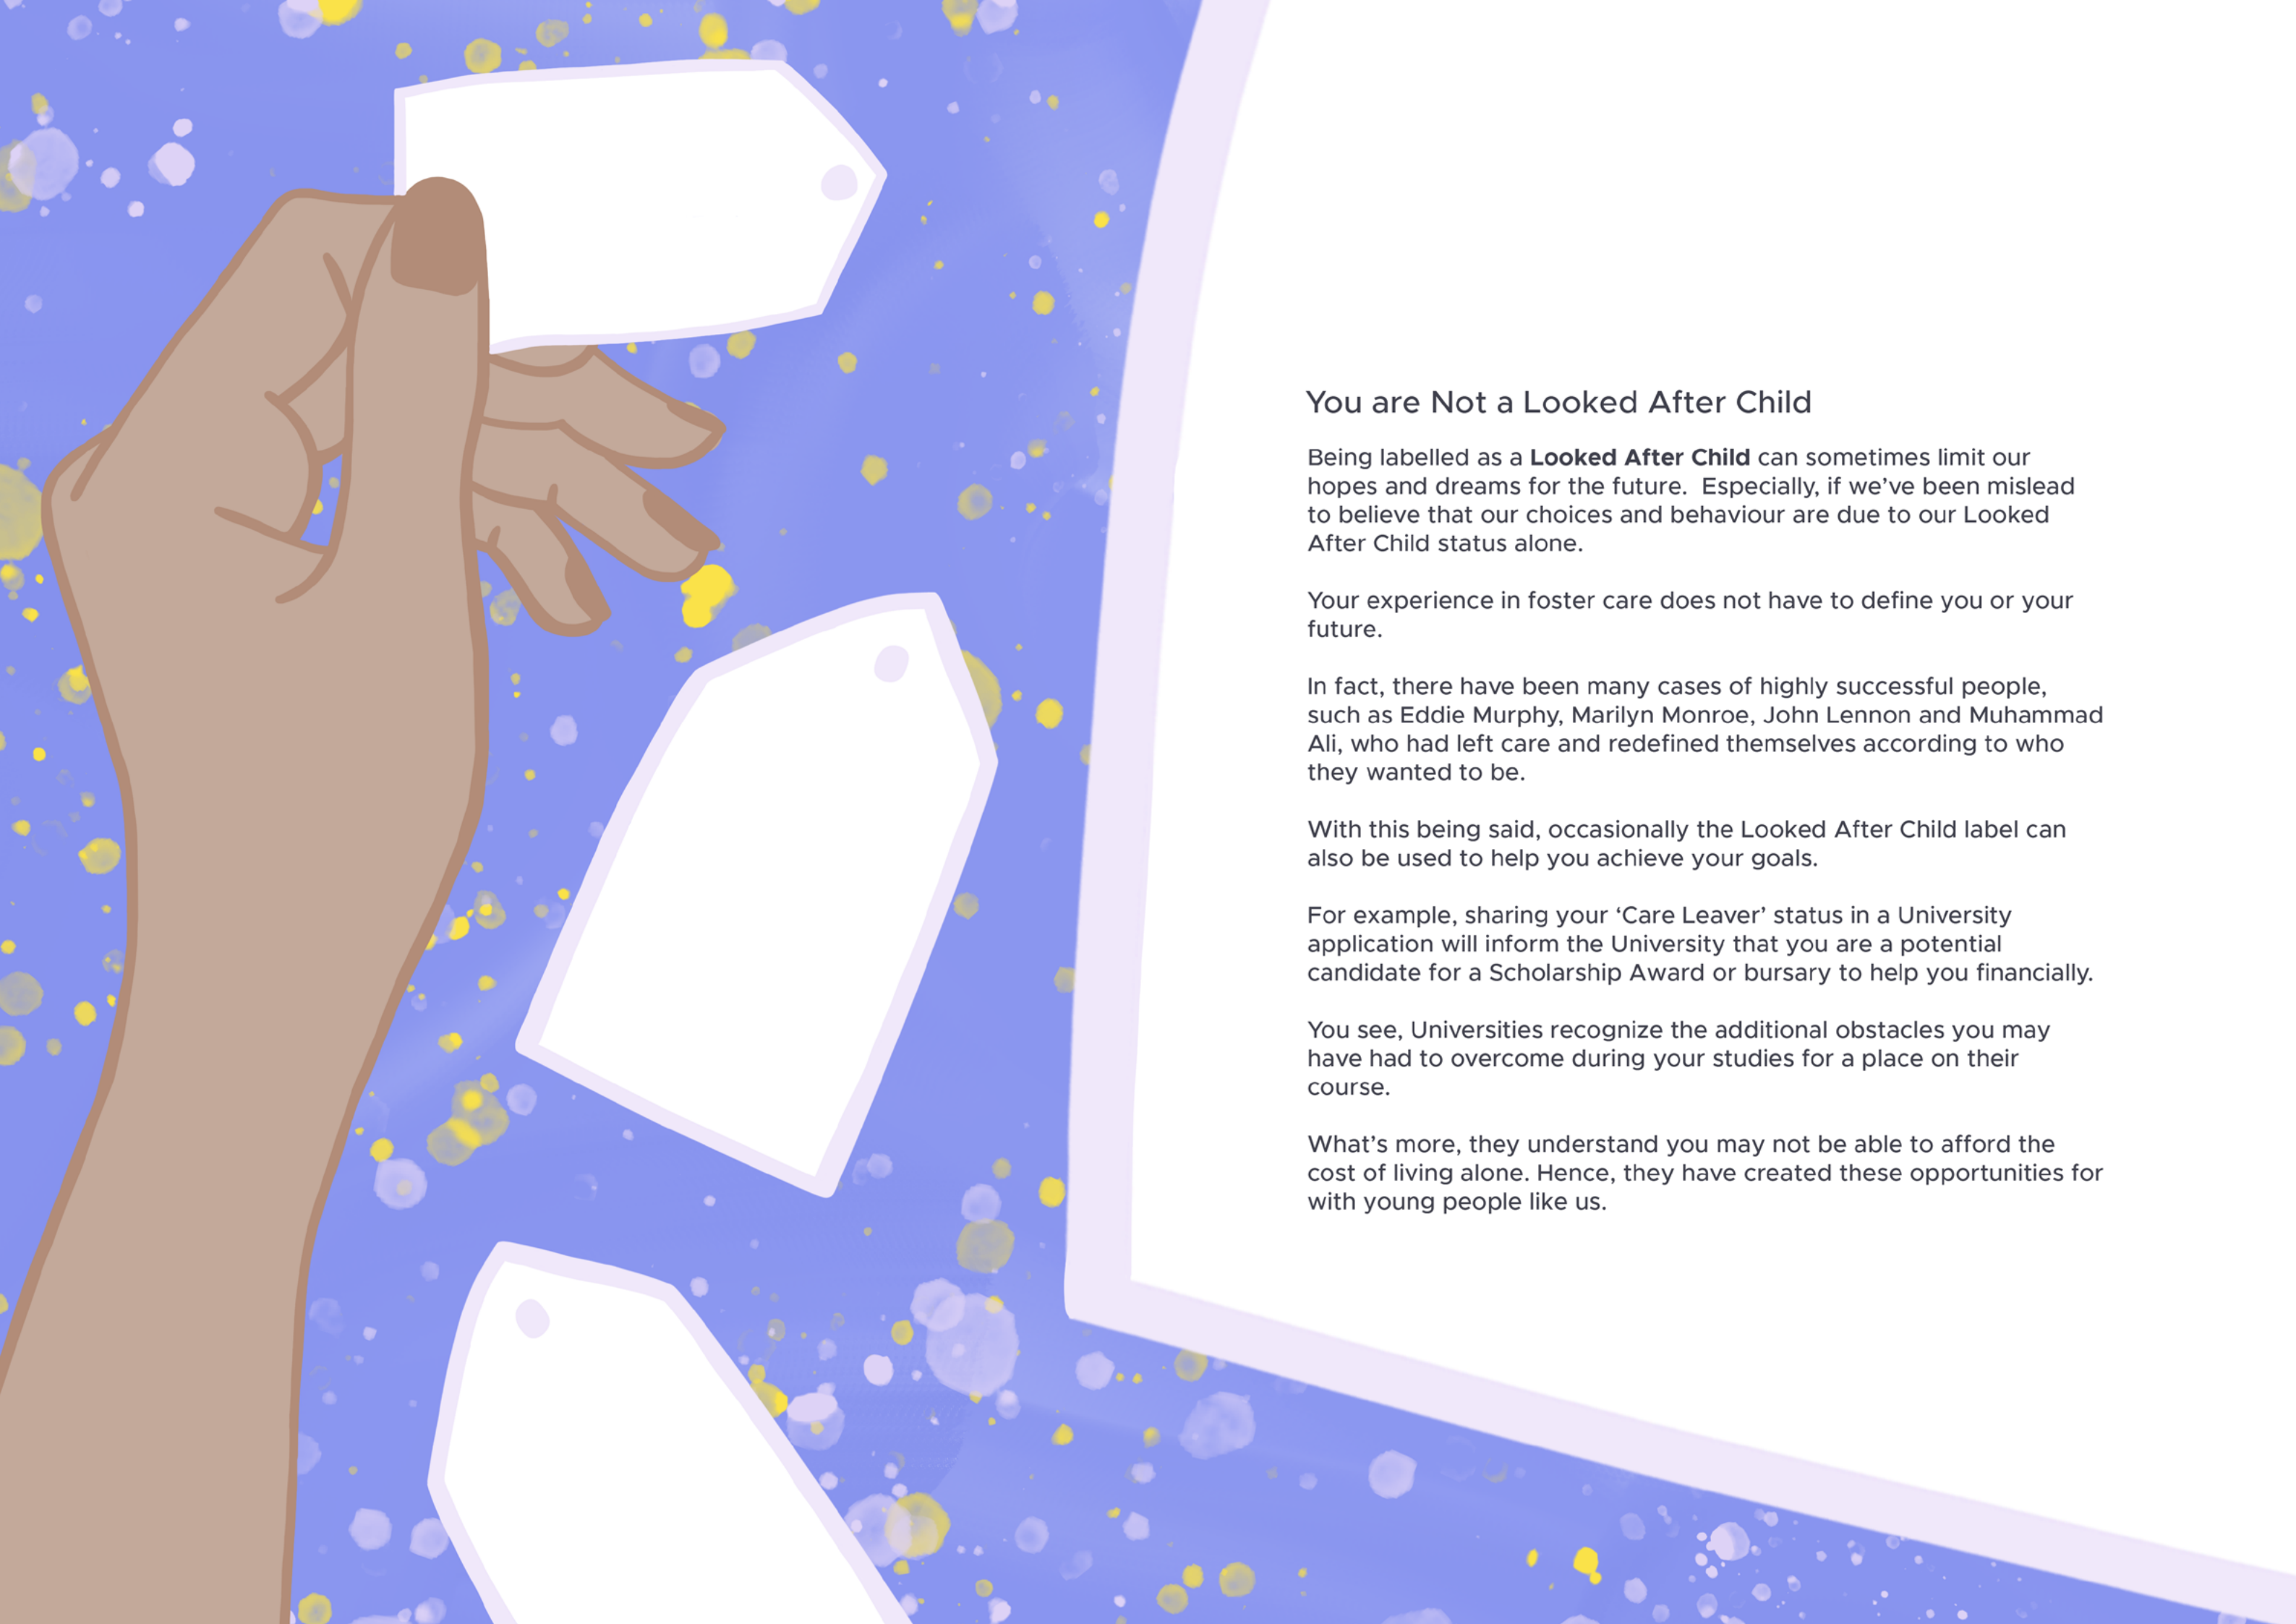 You are Not a Looked After Child
Being labelled as a Looked After Child can sometimes limit our
hopes and dreams for the future.  Especially, if we’ve been mislead
to believe that our choices and behaviour are due to our Looked
After Child status alone.
Your experience in foster care does not have to define you or your
future.
In fact, there have been many cases of highly successful people,
such as Eddie Murphy, Marilyn Monroe, John Lennon and Muhammad
Ali, who had left care and redefined themselves according to who
they wanted to be.
With this being said, occasionally the Looked After Child label can
also be used to help you achieve your goals.
For example, sharing your ‘Care Leaver’ status in a University
application will inform the University that you are a potential
candidate for a Scholarship Award or bursary to help you financially.
You see, Universities recognize the additional obstacles you may
have had to overcome during your studies for a place on their
course.
What’s more, they understand you may not be able to afford the
cost of living alone. Hence, they have created these opportunities for
with young people like us.